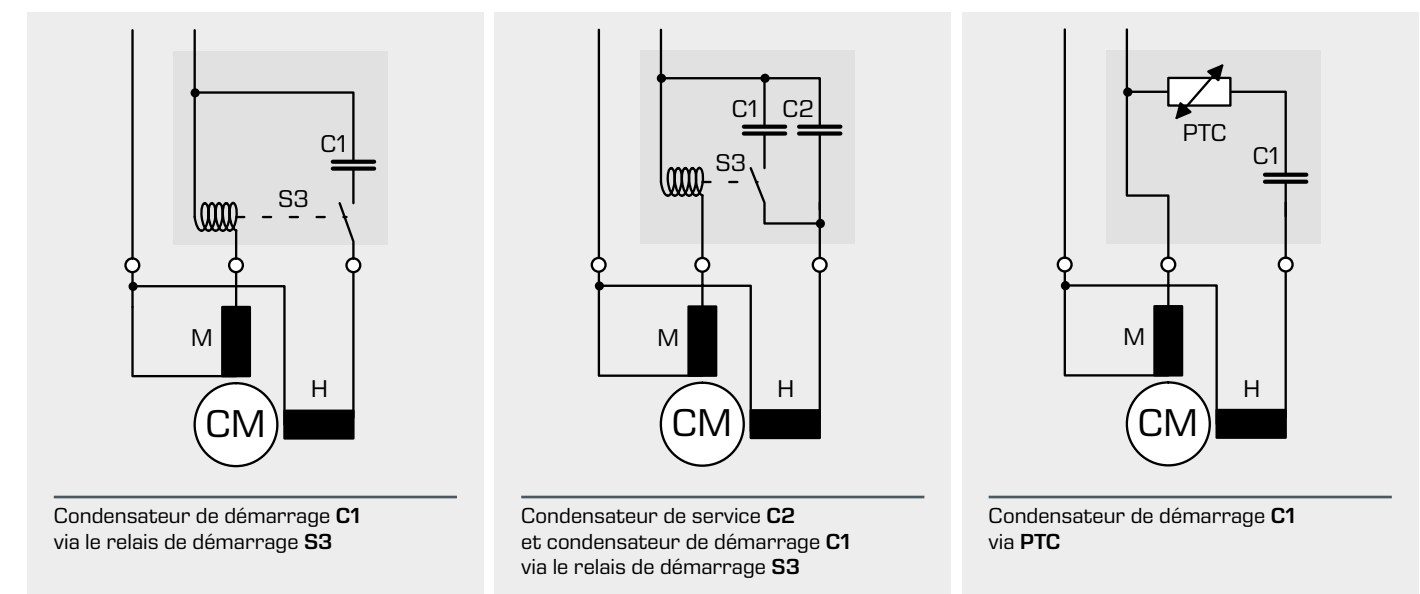 C1
S3
M
H
CM
Condensateur de démarrage C1
via le relais de démarrage S3
C1 C2
S3
M
H
CM
Condensateur de service C2
et condensateur de démarrage C1
via le relais de démarrage S3
PTC
C1
M
H
CM
Condensateur de démarrage C1
via PTC